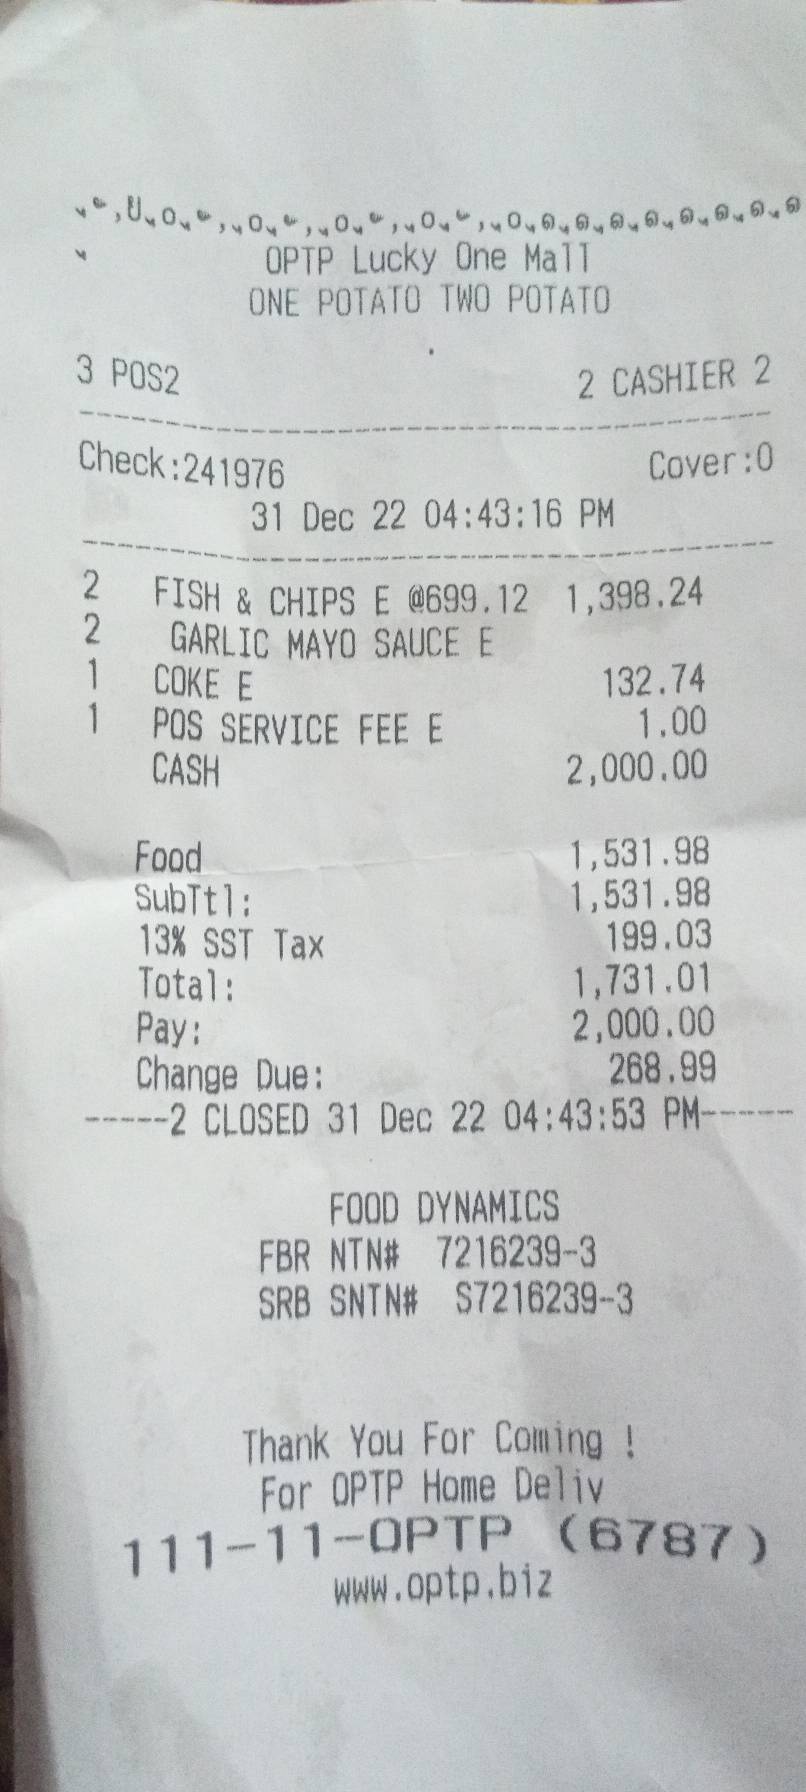 OPTP Lucky One Mall
ONE POTATO TWO POTATO
3 POS2 2 CASHIER 2
Check:241976 Cover:0
31 Dec 22 04:43:16 PM
2 FISH & CHIPS E @699.12 1,398.24
2 GARLIC MAYO SAUCE E
1 COKE E 132.74
1 POS SERVICE FEE E 1.00
CASH 2,000.00
Food 1,531.98
SubTtl: 1,531.98
13% SST Tax 199.03
Total: 1,731.01
Pay: 2,000.00
Change Due: 268.99
-----2 CLOSED 31 Dec 22 04:43:53 PM------
FOOD DYNAMICS
FBR NTN# 7216239-3
SRB SNTN# S7216239-3
Thank You For Coming !
For OPTP Home Deliv
111-11-OPTP (6787)
www.optp.biz